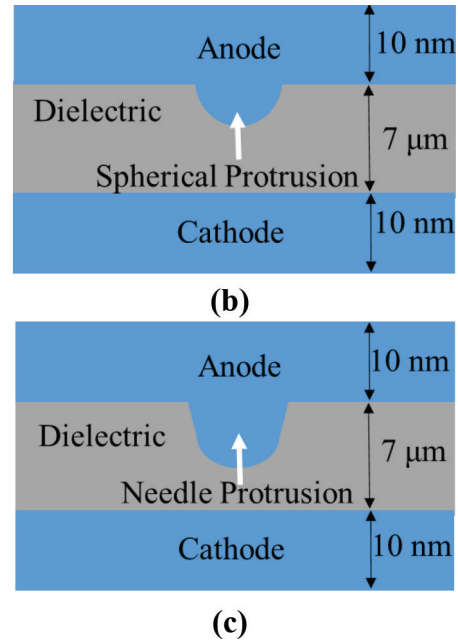 Anode
10 nm
Dielectric
7 μm
Spherical Protrusion
Cathode
10 nm
(b)
Anode
10 nm
Dielectric
7 μm
Needle Protrusion
Cathode
10 nm
(c)